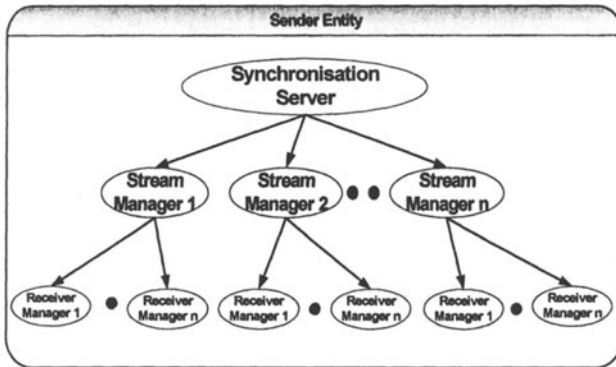 Sender Entity
Synchronisation
Server
Stream
Manager 1
Stream
Manager 2
Stream
Manager n
Receiver
Manager 1
Receiver
Manager n
Receiver
Manager 1
Receiver
Manager n
Receiver
Manager 1
Receiver
Manager n